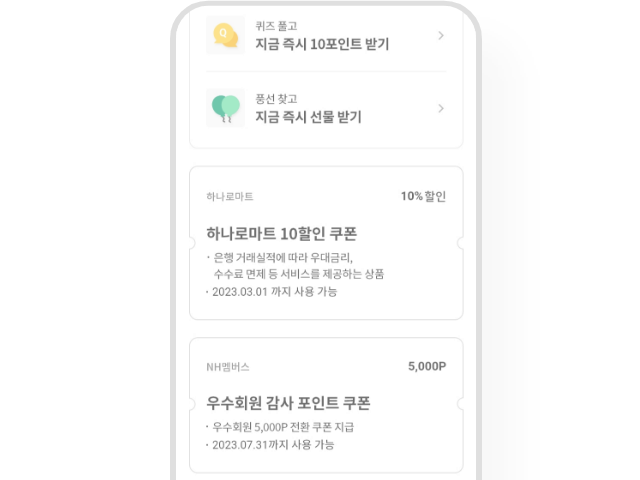 퀴즈 풀고
지금 즉시 10포인트 받기
풍선 찾고
지금 즉시 선물 받기
하나로마트 10% 할인
하나로마트 10할인 쿠폰
· 은행 거래실적에 따라 우대금리,
수수료 면제 등 서비스를 제공하는 상품
· 2023.03.01 까지 사용 가능
NH멤버스 5,000P
우수회원 감사 포인트 쿠폰
· 우수회원 5,000P 전환 쿠폰 지급
· 2023.07.31까지 사용 가능